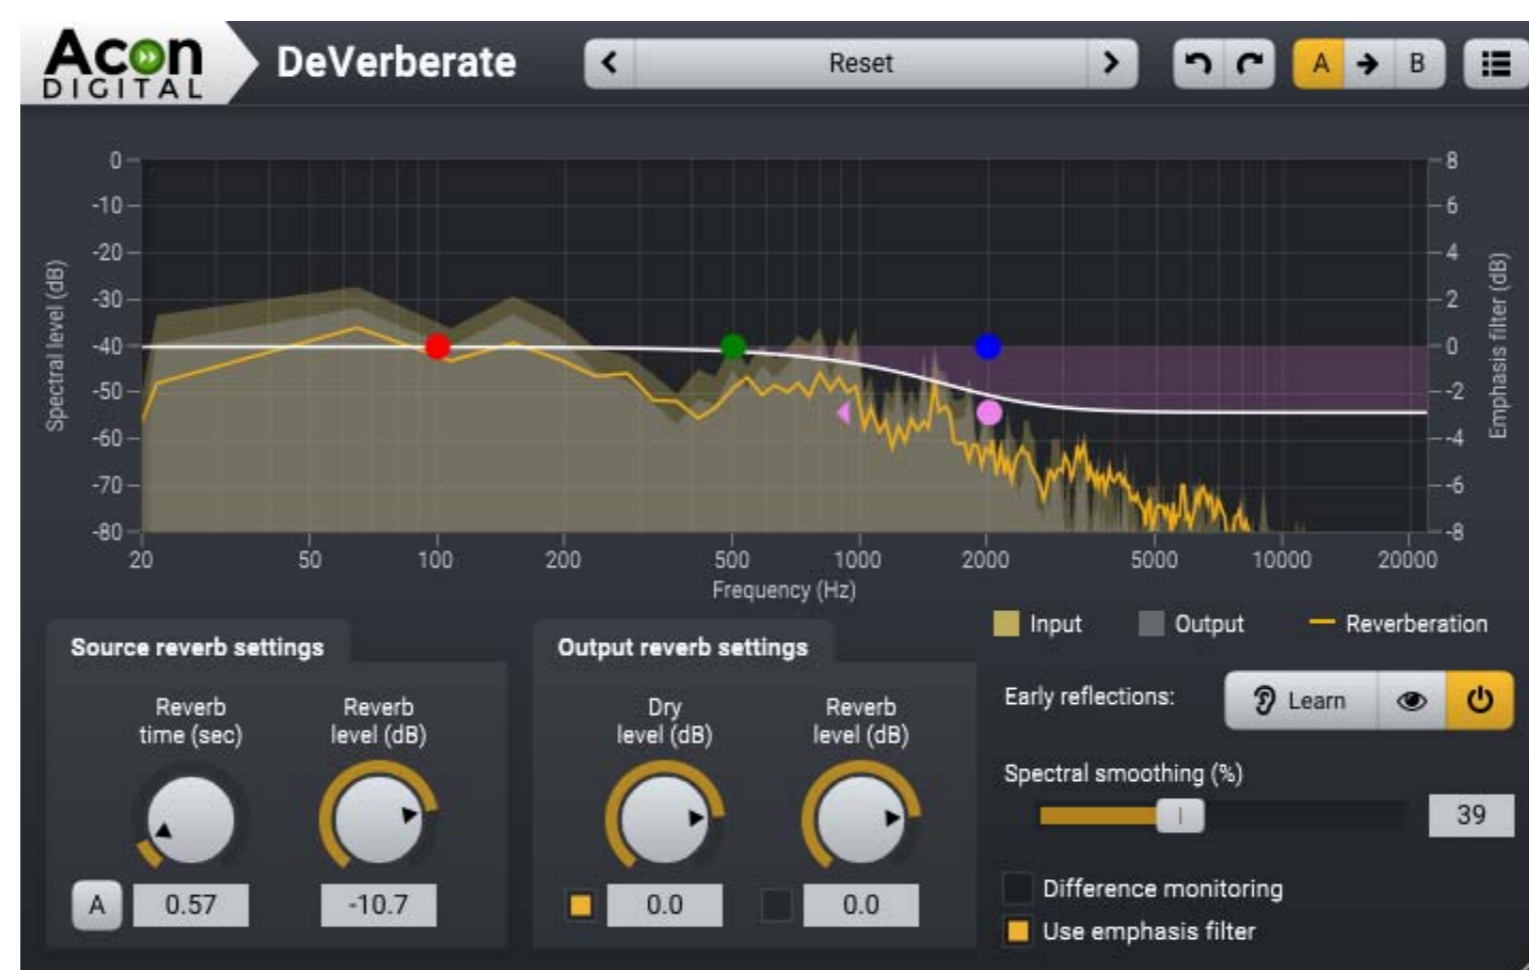 Acon
DIGITAL
DeVerberate
Reset
A
B
0
-10
-20
-30
-40
-50
-60
-70
-80
Spectral level (dB)
8
6
4
2
0
-2
-4
-6
-8
Emphasis filter (dB)
20 50 100 200 500 1000 2000 5000 10000 20000
Frequency (Hz)
Input Output Reverberation
Source reverb settings
Reverb
time (sec)
Reverb
level (dB)
A
0.57
-10.7
Output reverb settings
Dry
level (dB)
Reverb
level (dB)
0.0
0.0
Early reflections:
Learn
Spectral smoothing (%)
39
Difference monitoring
Use emphasis filter